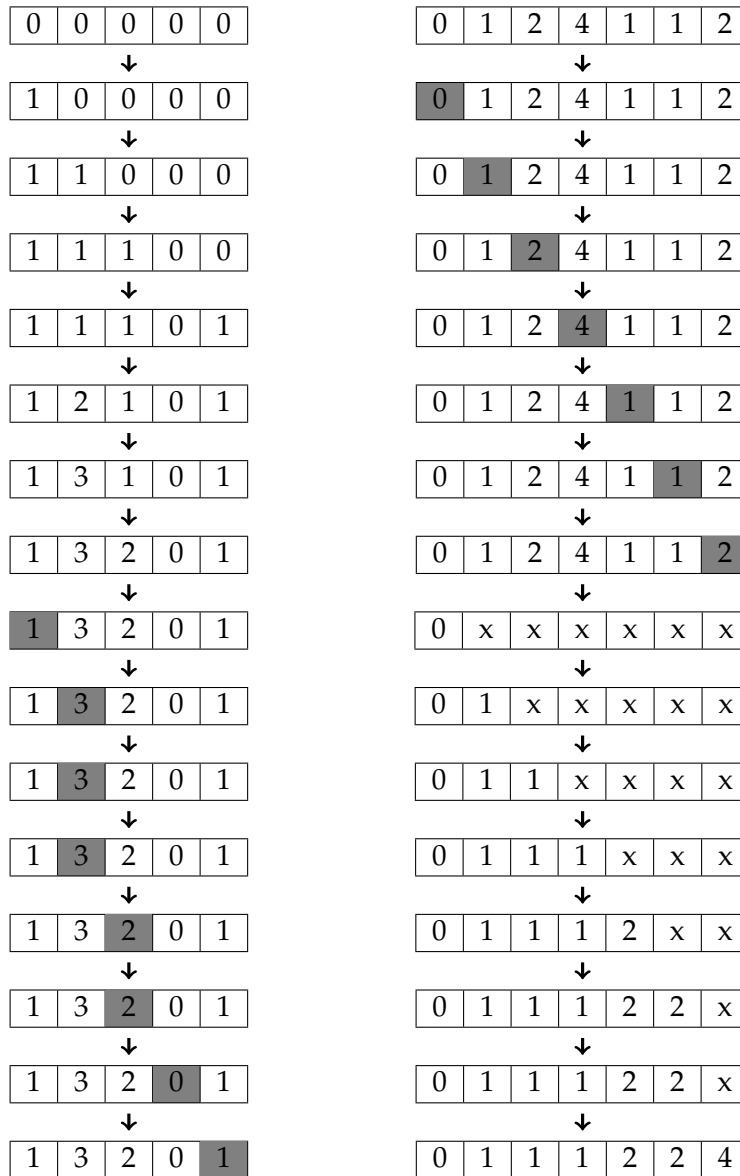 0 0 0 0 0 0 1 2 4 1 1 2
↓ ↓
1 0 0 0 0 0 1 2 4 1 1 2
↓ ↓
1 1 0 0 0 0 1 2 4 1 1 2
↓ ↓
1 1 1 0 0 0 1 2 4 1 1 2
↓ ↓
1 1 1 0 1 0 1 2 4 1 1 2
↓ ↓
1 2 1 0 1 0 1 2 4 1 1 2
↓ ↓
1 3 1 0 1 0 1 2 4 1 1 2
↓ ↓
1 3 2 0 1 0 1 2 4 1 1 2
↓ ↓
1 3 2 0 1 0 x x x x x x
↓ ↓
1 3 2 0 1 0 1 x x x x x
↓ ↓
1 3 2 0 1 0 1 1 x x x x
↓ ↓
1 3 2 0 1 0 1 1 1 x x x
↓ ↓
1 3 2 0 1 0 1 1 1 2 x x
↓ ↓
1 3 2 0 1 0 1 1 1 2 2 x
↓ ↓
1 3 2 0 1 0 1 1 1 2 2 x
↓ ↓
1 3 2 0 1 0 1 1 1 2 2 4